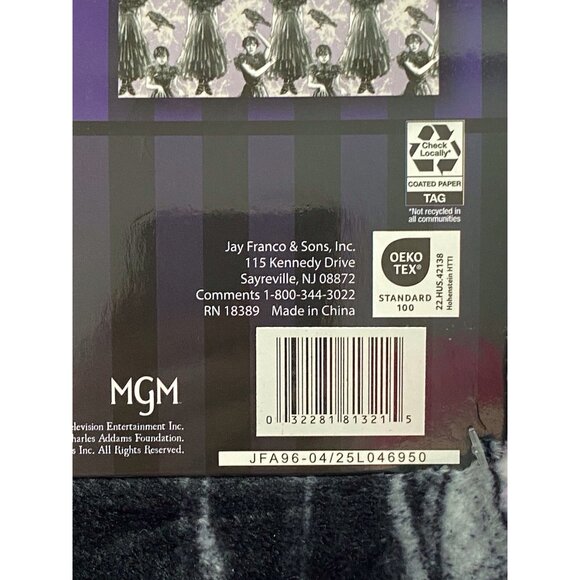 Check
Locally*
COATED PAPER
TAG
*Not recycled in
all communities
Jay Franco & Sons, Inc.
115 Kennedy Drive
Sayreville, NJ 08872
Comments 1-800-344-3022
RN 18389 Made in China
OEKO
TEX®
STANDARD
100
22.HUS.42138
Hohenstein HTTI
MGM
elevision Entertainment Inc.
harles Addams Foundation.
s Inc. All Rights Reserved.
0 32281 81321 5
JFA96-04/25L046950